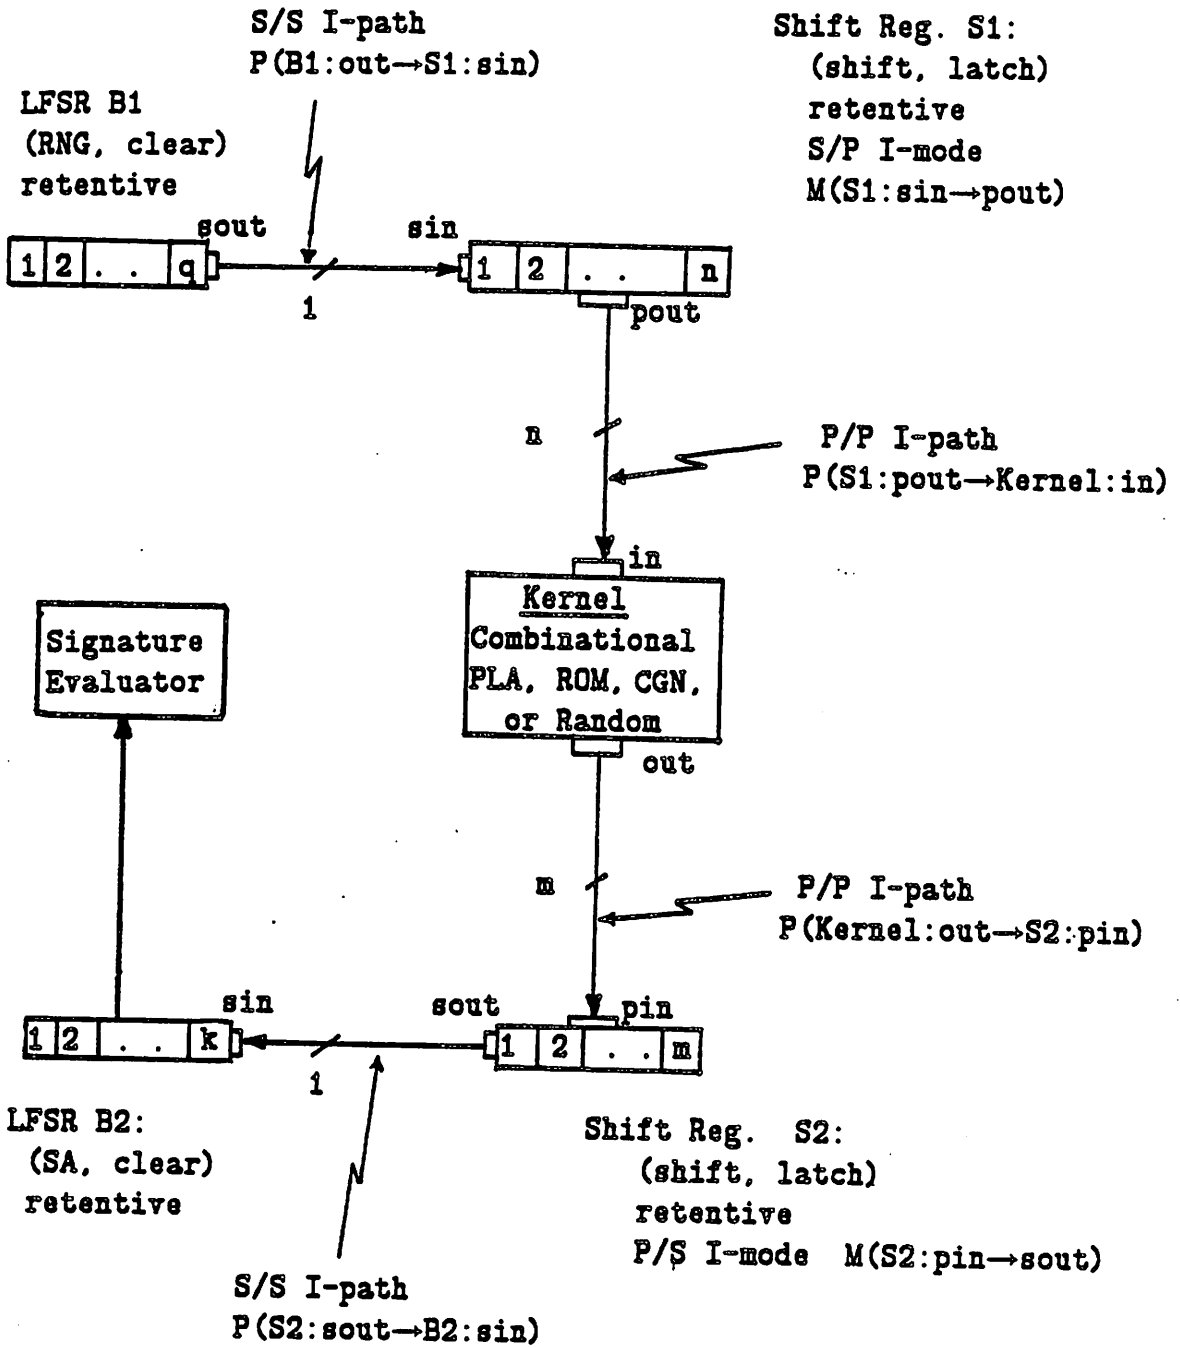 S/S I-path
P(B1:out→S1:sin)
Shift Reg. S1:
(shift, latch)
retentive
S/P I-mode
M(S1:sin→pout)
LFSR B1
(RNG, clear)
retentive
sout
sin
1 2 . . q
1
1 2 . . n
pout
n
P/P I-path
P(S1:pout→Kernel:in)
in
Kernel
Combinational
PLA, ROM, CGN,
or Random
out
Signature
Evaluator
m
P/P I-path
P(Kernel:out→S2:pin)
sin
sout
pin
1 2 . . k
1
1 2 . . m
LFSR B2:
(SA, clear)
retentive
Shift Reg. S2:
(shift, latch)
retentive
P/S I-mode M(S2:pin→sout)
S/S I-path
P(S2:sout→B2:sin)